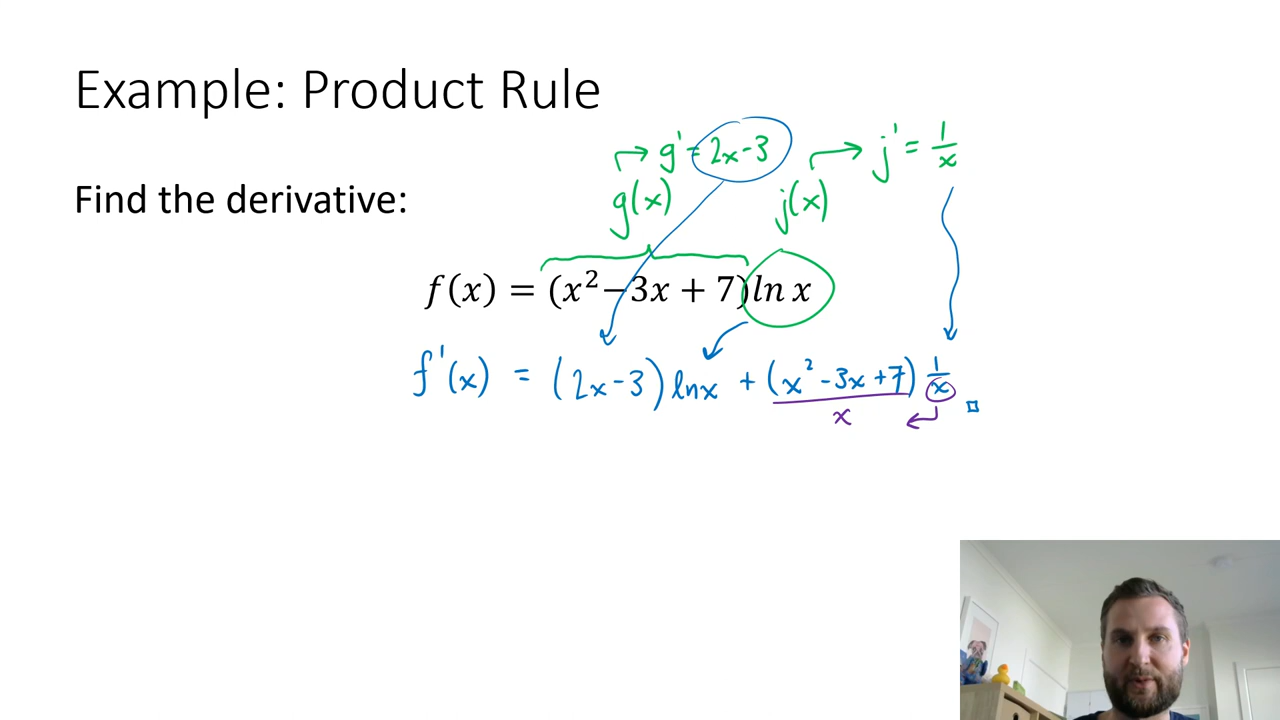 Example: Product Rule
g' = 2x-3
j' = 1/x
Find the derivative:
g(x)
j(x)
f(x) = (x²−3x + 7)ln x
f'(x) = (2x-3) lnx + (x²-3x+7) 1/x
x